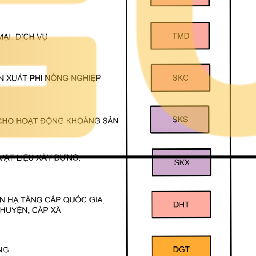 MẠI, DỊCH VỤ TMD
N XUẤT PHI NÔNG NGHIỆP SKC
CHO HOẠT ĐỘNG KHOÁNG SẢN SKS
VẬT LIỆU XÂY DỰNG, SKX
N HẠ TẦNG CẤP QUỐC GIA,
HUYỆN, CẤP XÃ DHT
NG DGT